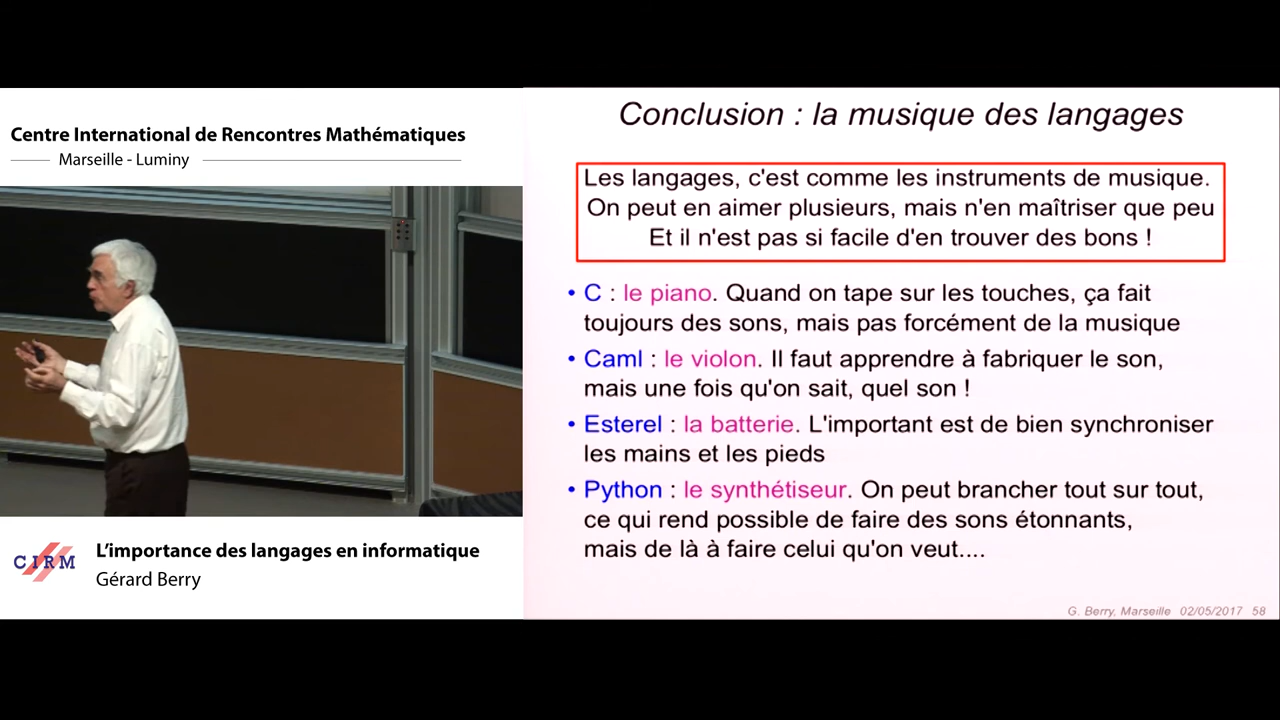 Centre International de Rencontres Mathématiques
Marseille - Luminy
CIRM
L'importance des langages en informatique
Gérard Berry
Conclusion : la musique des langages
Les langages, c'est comme les instruments de musique.
On peut en aimer plusieurs, mais n'en maîtriser que peu
Et il n'est pas si facile d'en trouver des bons !
• C : le piano. Quand on tape sur les touches, ça fait
toujours des sons, mais pas forcément de la musique
• Caml : le violon. Il faut apprendre à fabriquer le son,
mais une fois qu'on sait, quel son !
• Esterel : la batterie. L'important est de bien synchroniser
les mains et les pieds
• Python : le synthétiseur. On peut brancher tout sur tout,
ce qui rend possible de faire des sons étonnants,
mais de là à faire celui qu'on veut....
G. Berry, Marseille 02/05/2017 58